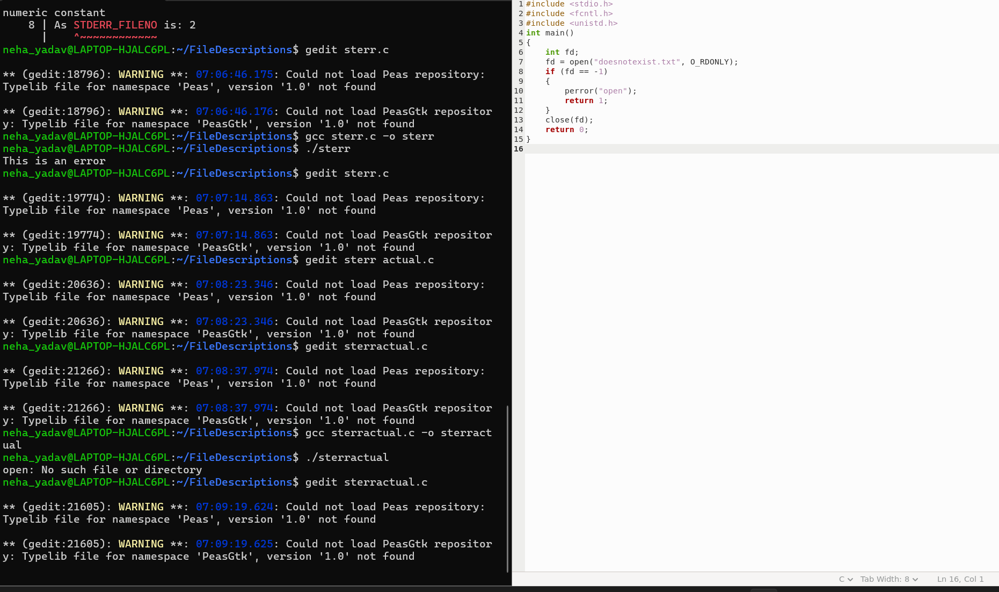 numeric constant
    8 | As STDERR_FILENO is: 2
      |    ^~~~~~~~~~~~~
neha_yadav@LAPTOP-HJALC6PL:~/FileDescriptions$ gedit sterr.c

** (gedit:18796): WARNING **: 07:06:46.175: Could not load Peas repository:
Typelib file for namespace 'Peas', version '1.0' not found

** (gedit:18796): WARNING **: 07:06:46.176: Could not load PeasGtk repositor
y: Typelib file for namespace 'PeasGtk', version '1.0' not found
neha_yadav@LAPTOP-HJALC6PL:~/FileDescriptions$ gcc sterr.c -o sterr
neha_yadav@LAPTOP-HJALC6PL:~/FileDescriptions$ ./sterr
This is an error
neha_yadav@LAPTOP-HJALC6PL:~/FileDescriptions$ gedit sterr.c

** (gedit:19774): WARNING **: 07:07:14.863: Could not load Peas repository:
Typelib file for namespace 'Peas', version '1.0' not found

** (gedit:19774): WARNING **: 07:07:14.863: Could not load PeasGtk repositor
y: Typelib file for namespace 'PeasGtk', version '1.0' not found
neha_yadav@LAPTOP-HJALC6PL:~/FileDescriptions$ gedit sterr actual.c

** (gedit:20636): WARNING **: 07:08:23.346: Could not load Peas repository:
Typelib file for namespace 'Peas', version '1.0' not found

** (gedit:20636): WARNING **: 07:08:23.346: Could not load PeasGtk repositor
y: Typelib file for namespace 'PeasGtk', version '1.0' not found
neha_yadav@LAPTOP-HJALC6PL:~/FileDescriptions$ gedit sterractual.c

** (gedit:21266): WARNING **: 07:08:37.974: Could not load Peas repository:
Typelib file for namespace 'Peas', version '1.0' not found

** (gedit:21266): WARNING **: 07:08:37.974: Could not load PeasGtk repositor
y: Typelib file for namespace 'PeasGtk', version '1.0' not found
neha_yadav@LAPTOP-HJALC6PL:~/FileDescriptions$ gcc sterractual.c -o sterract
ual
neha_yadav@LAPTOP-HJALC6PL:~/FileDescriptions$ ./sterractual
open: No such file or directory
neha_yadav@LAPTOP-HJALC6PL:~/FileDescriptions$ gedit sterractual.c

** (gedit:21605): WARNING **: 07:09:19.624: Could not load Peas repository:
Typelib file for namespace 'Peas', version '1.0' not found

** (gedit:21605): WARNING **: 07:09:19.625: Could not load PeasGtk repositor
y: Typelib file for namespace 'PeasGtk', version '1.0' not found
1 #include <stdio.h>
2 #include <fcntl.h>
3 #include <unistd.h>
4 int main()
5 {
6     int fd;
7     fd = open("doesnotexist.txt", O_RDONLY);
8     if (fd == -1)
9     {
10         perror("open");
11         return 1;
12     }
13     close(fd);
14     return 0;
15 }
16
C Tab Width: 8 Ln 16, Col 1